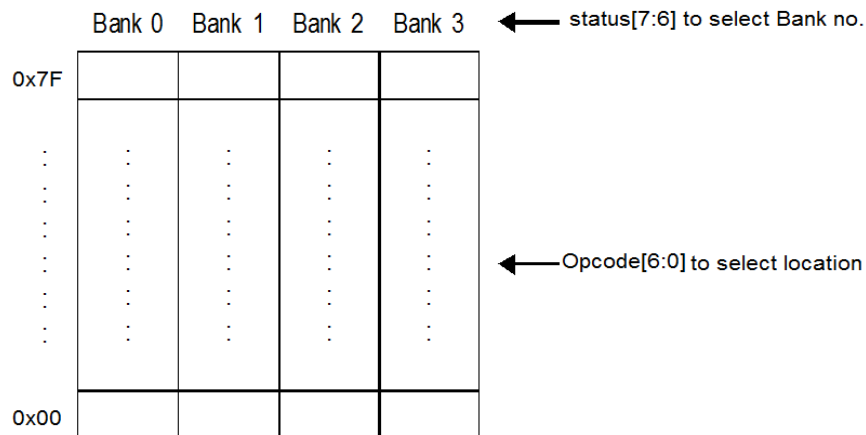 Bank 0 Bank 1 Bank 2 Bank 3 status[7:6] to select Bank no.
0x7F
Opcode[6:0] to select location
0x00